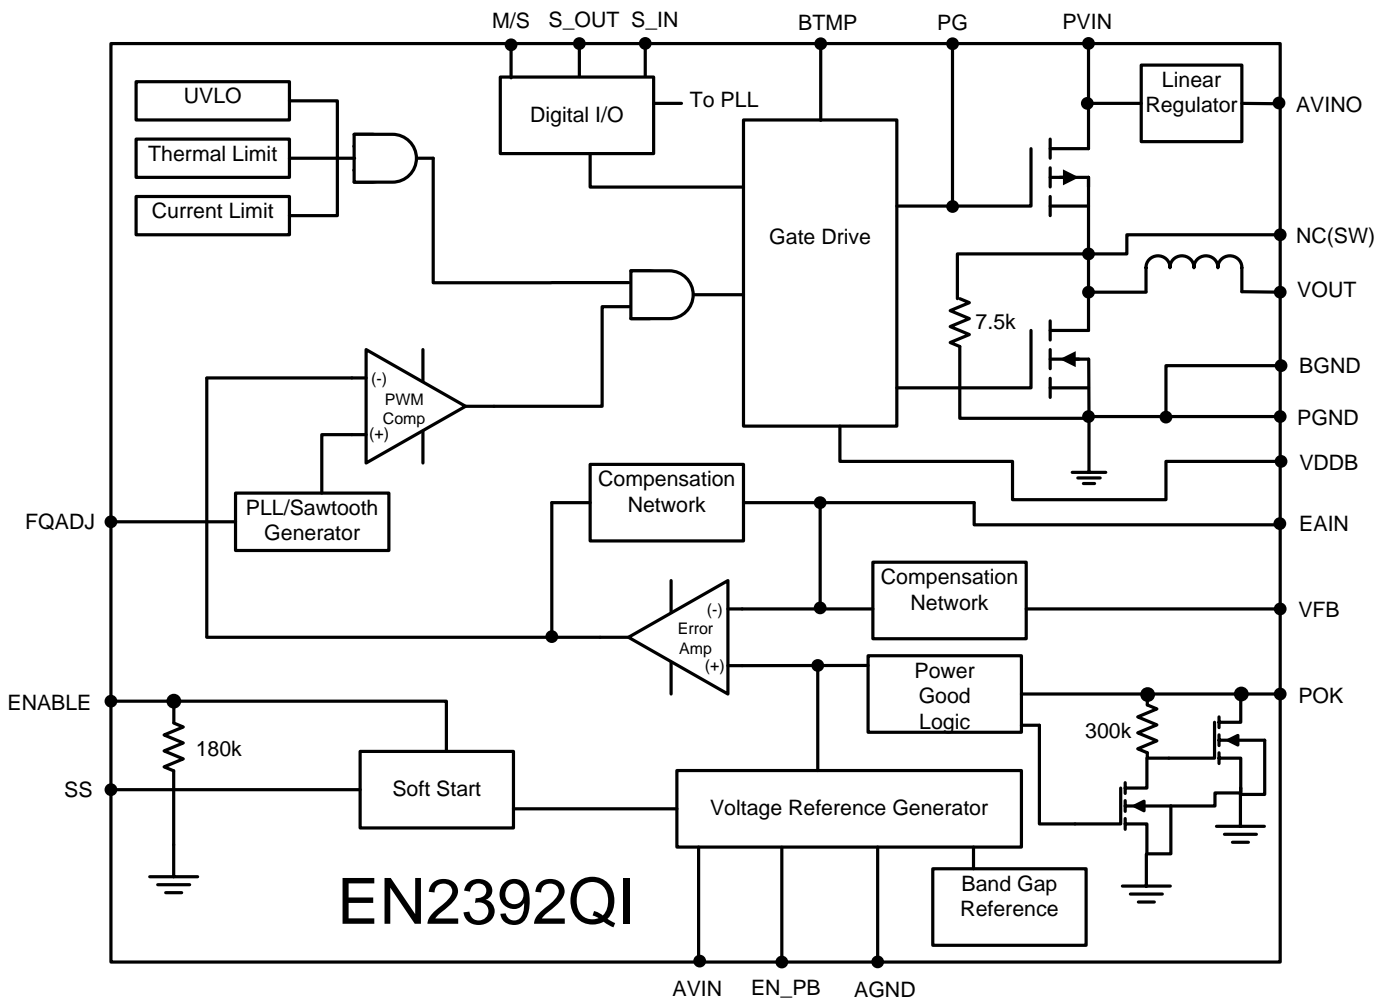 M/S
S_OUT
S_IN
BTMP
PG
PVIN
UVLO
Thermal Limit
Current Limit
Digital I/O
To PLL
Linear
Regulator
AVINO
Gate Drive
NC(SW)
VOUT
7.5k
BGND
PGND
VDDB
(-)
PWM
Comp
(+)
PLL/Sawtooth
Generator
FQADJ
Compensation
Network
EAIN
Compensation
Network
VFB
(-)
Error
Amp
(+)
Power
Good
Logic
POK
300k
ENABLE
180k
SS
Soft Start
Voltage Reference Generator
Band Gap
Reference
EN2392QI
AVIN
EN_PB
AGND